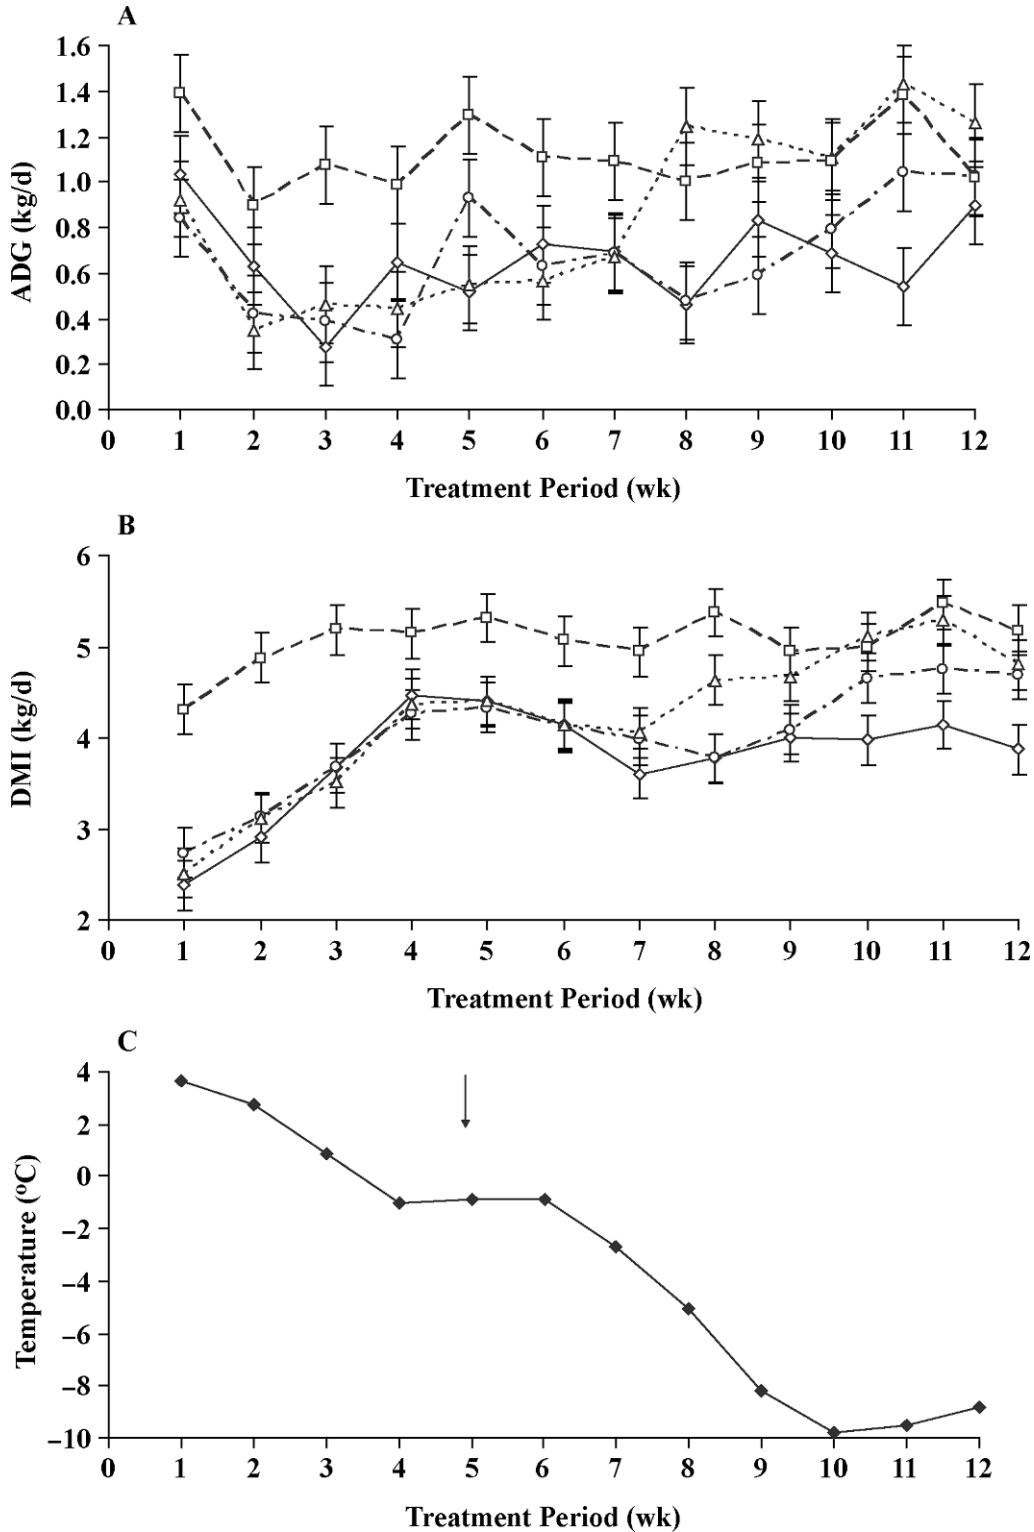 A
1.6
1.4
1.2
1.0
0.8
0.6
0.4
0.2
0.0
ADG (kg/d)
0 1 2 3 4 5 6 7 8 9 10 11 12
Treatment Period (wk)
B
6
5
4
3
2
DMI (kg/d)
0 1 2 3 4 5 6 7 8 9 10 11 12
Treatment Period (wk)
C
4
2
0
−2
−4
−6
−8
−10
Temperature (ºC)
0 1 2 3 4 5 6 7 8 9 10 11 12
Treatment Period (wk)